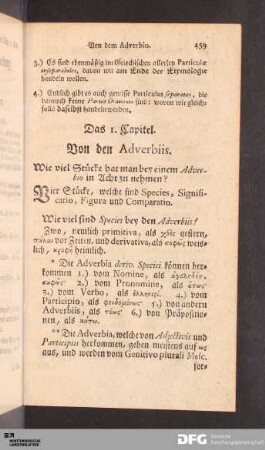 Von dem Adverbio. 459
3.) Es sind ebenmäßig im Griechischen allerley Particulæ
inseparabiles, davon wir am Ende der Etymologie
handeln wollen.
4.) Endlich gibt es auch gewisse Particulas separatas, die
dannoch keine Partes Orationis sind: wovon wir gleich-
falls daselbst handeln werden.
Das 1. Capitel.
Von den Adverbiis.
Wie viel Stücke hat man bey einem Adver-
bio in Acht zu nehmen?
Vier Stücke, welche sind Species, Signifi-
catio, Figura und Comparatio.
Wie viel sind Species bey den Adverbiis?
Zwo, nemlich primitiva, als χθὲς gestern,
πάλαι vor Zeiten, und derivativa, als σοφῶς weis-
lich, κρυφῆ heimlich.
* Die Adverbia deriv. Speciei können her-
kommen 1.) vom Nomine, als
σοφῶς. 2.) vom Pronomine, als
3.) vom Verbo, als ἑλληνιστί. 4.) vom
Participio, als φειδομένως 5.) von andern
Adverbiis, als 6.) von Präpositio-
nen, als κάτω.
** Die Adverbia, welche von Adjectivis und
Participiis herkommen, gehen meistens auf ως
aus, und werden vom Genitivo plurali Masc.
for-
DFG